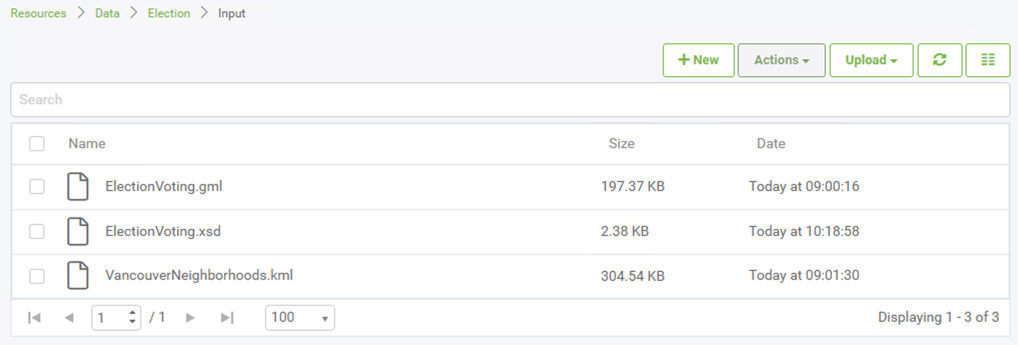 Resources > Data > Election > Input
+ New Actions Upload
Search
Name Size Date
ElectionVoting.gml 197.37 KB Today at 09:00:16
ElectionVoting.xsd 2.38 KB Today at 10:18:58
VancouverNeighborhoods.kml 304.54 KB Today at 09:01:30
1 / 1 100 Displaying 1 - 3 of 3